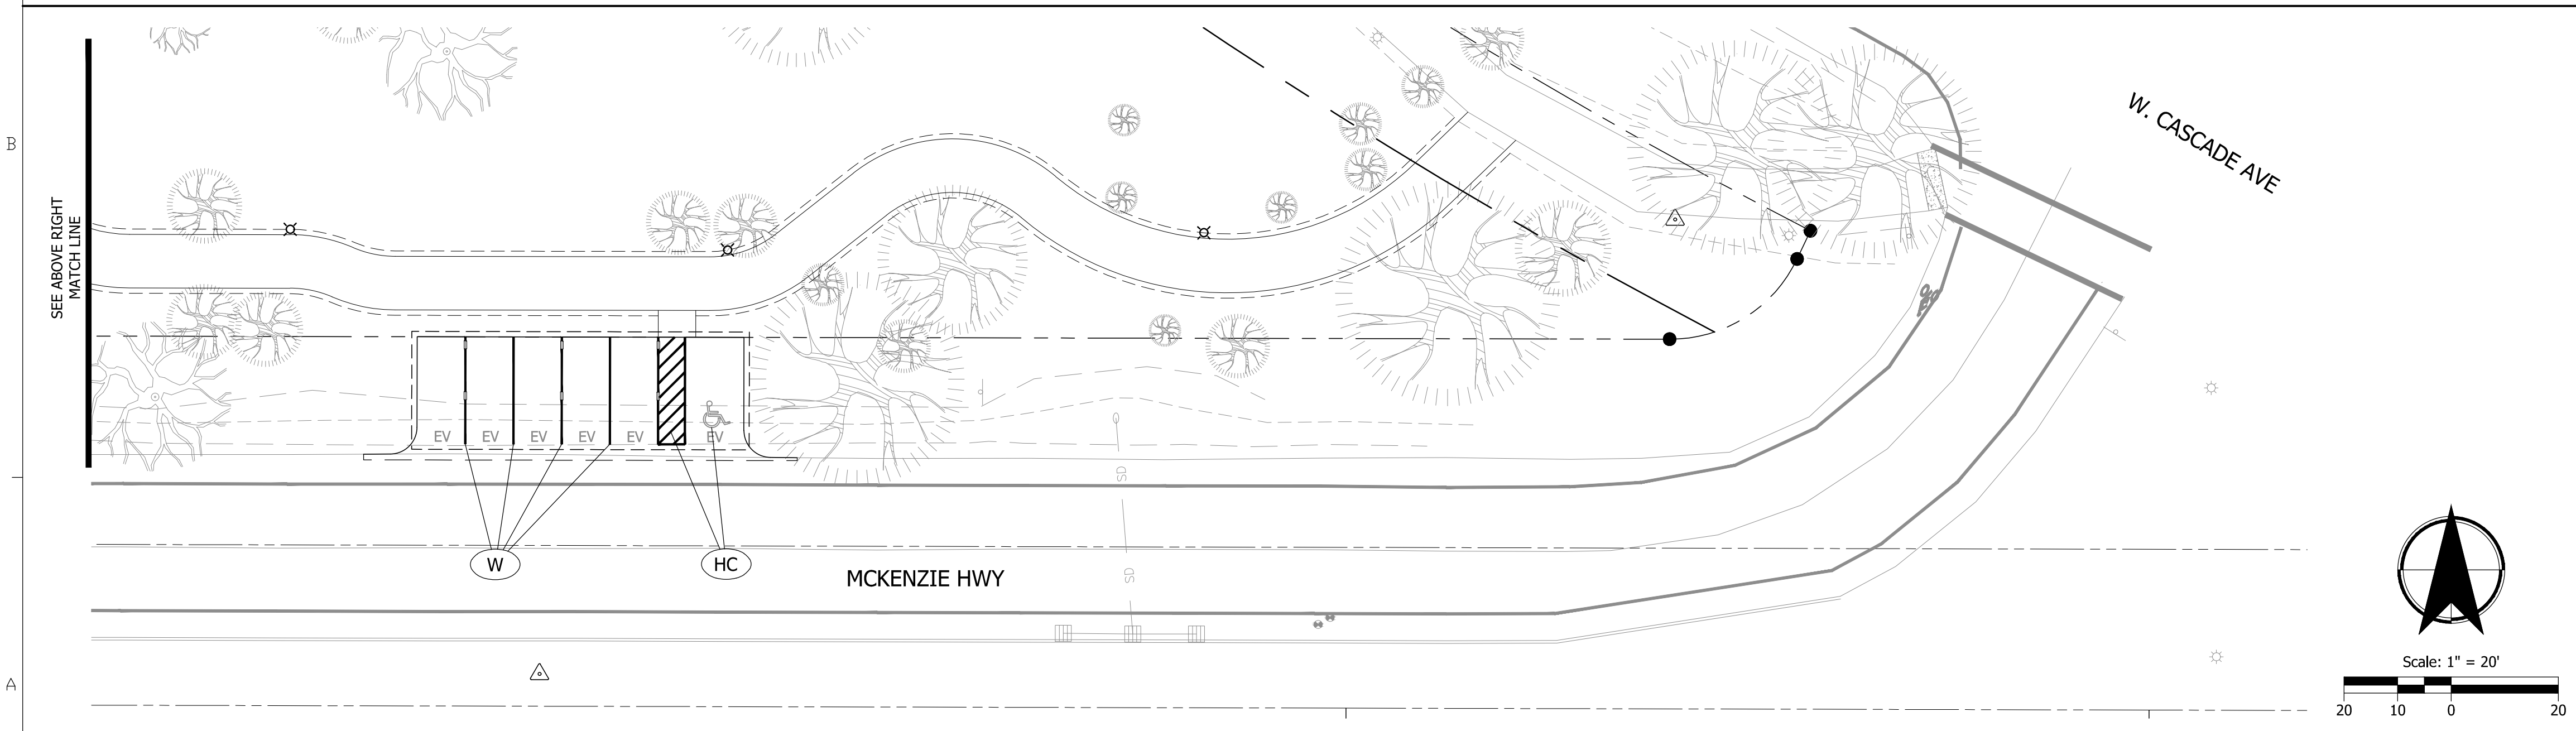 B
W. CASCADE AVE
SEE ABOVE RIGHT
MATCH LINE
EV EV EV EV EV EV
SD
W
HC
MCKENZIE HWY
SD
Scale: 1" = 20'
A
20 10 0 20